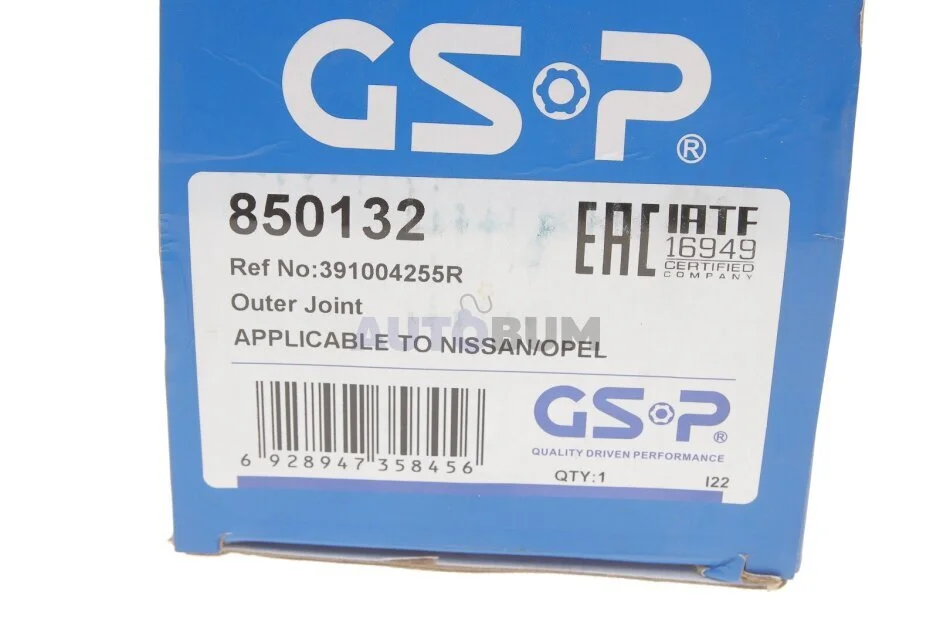 GSP®
850132
EAC
IATF
16949
CERTIFIED
COMPANY
Ref No:391004255R
Outer Joint
AUTOBUM
APPLICABLE TO NISSAN/OPEL
6 928947 358456
GSP®
QUALITY DRIVEN PERFORMANCE
QTY:1
I22